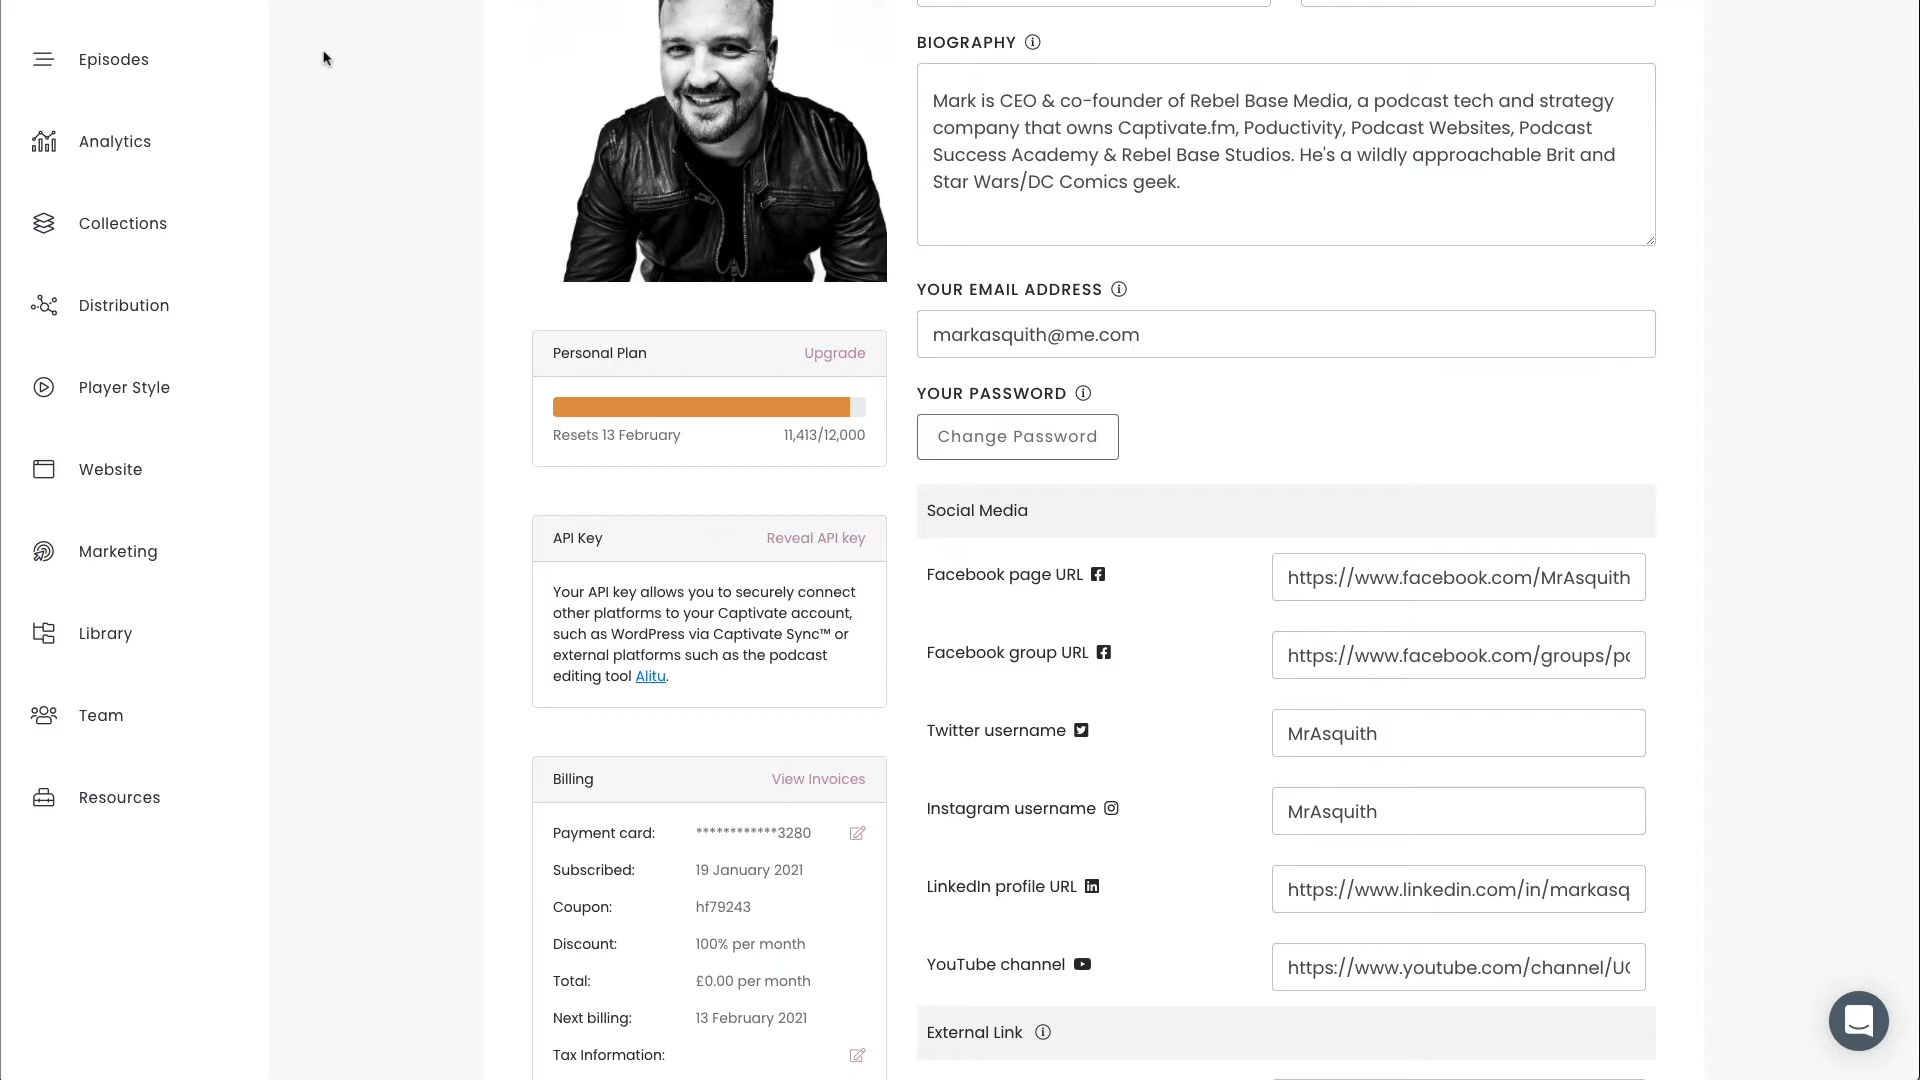 Episodes
Analytics
Collections
Distribution
Player Style
Website
Marketing
Library
Team
Resources
Personal Plan
Upgrade
Resets 13 February
11,413/12,000
API Key
Reveal API key
Your API key allows you to securely connect
other platforms to your Captivate account,
such as WordPress via Captivate Sync™ or
external platforms such as the podcast
editing tool Alitu.
Billing
View Invoices
Payment card: ************3280
Subscribed: 19 January 2021
Coupon: hf79243
Discount: 100% per month
Total: £0.00 per month
Next billing: 13 February 2021
Tax Information:
BIOGRAPHY
Mark is CEO & co-founder of Rebel Base Media, a podcast tech and strategy
company that owns Captivate.fm, Poductivity, Podcast Websites, Podcast
Success Academy & Rebel Base Studios. He's a wildly approachable Brit and
Star Wars/DC Comics geek.
YOUR EMAIL ADDRESS
markasquith@me.com
YOUR PASSWORD
Change Password
Social Media
Facebook page URL
https://www.facebook.com/MrAsquith
Facebook group URL
https://www.facebook.com/groups/po
Twitter username
MrAsquith
Instagram username
MrAsquith
LinkedIn profile URL
https://www.linkedin.com/in/markasq
YouTube channel
https://www.youtube.com/channel/UC
External Link